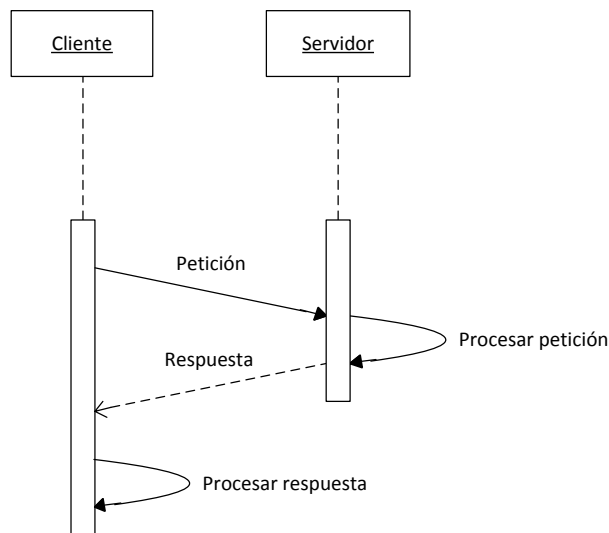 Cliente
Servidor
Petición
Procesar petición
Respuesta
Procesar respuesta